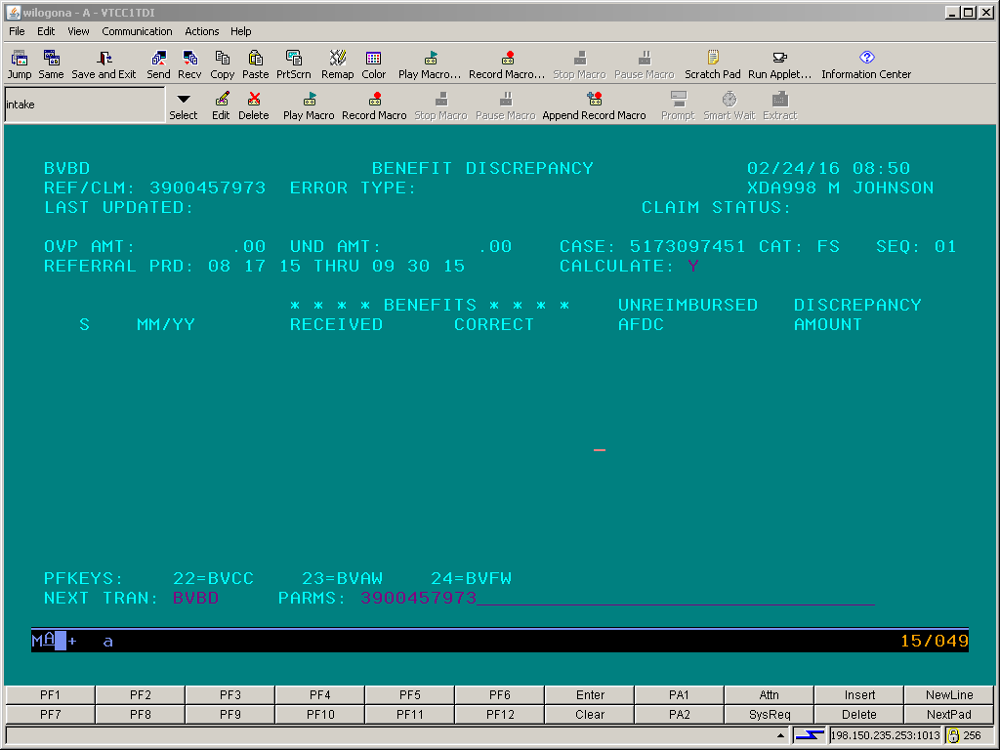 wilogona - A - VTCC1TDI
File Edit View Communication Actions Help
Jump Same Save and Exit Send Recv Copy Paste PrtScrn Remap Color Play Macro... Record Macro... Stop Macro Pause Macro Scratch Pad Run Applet... Information Center
intake
Select Edit Delete Play Macro Record Macro Stop Macro Pause Macro Append Record Macro Prompt Smart Wait Extract
BVBD BENEFIT DISCREPANCY 02/24/16 08:50
REF/CLM: 3900457973 ERROR TYPE: XDA998 M JOHNSON
LAST UPDATED: CLAIM STATUS:
OVP AMT: .00 UND AMT: .00 CASE: 5173097451 CAT: FS SEQ: 01
REFERRAL PRD: 08 17 15 THRU 09 30 15 CALCULATE: Y
* * * * BENEFITS * * * * UNREIMBURSED DISCREPANCY
S MM/YY RECEIVED CORRECT AFDC AMOUNT
PFKEYS: 22=BVCC 23=BVAW 24=BVFW
NEXT TRAN: BVBD PARMS: 3900457973
MA + a 15/049
PF1 PF2 PF3 PF4 PF5 PF6 Enter PA1 Attn Insert NewLine
PF7 PF8 PF9 PF10 PF11 PF12 Clear PA2 SysReq Delete NextPad
198.150.235.253:1013 256